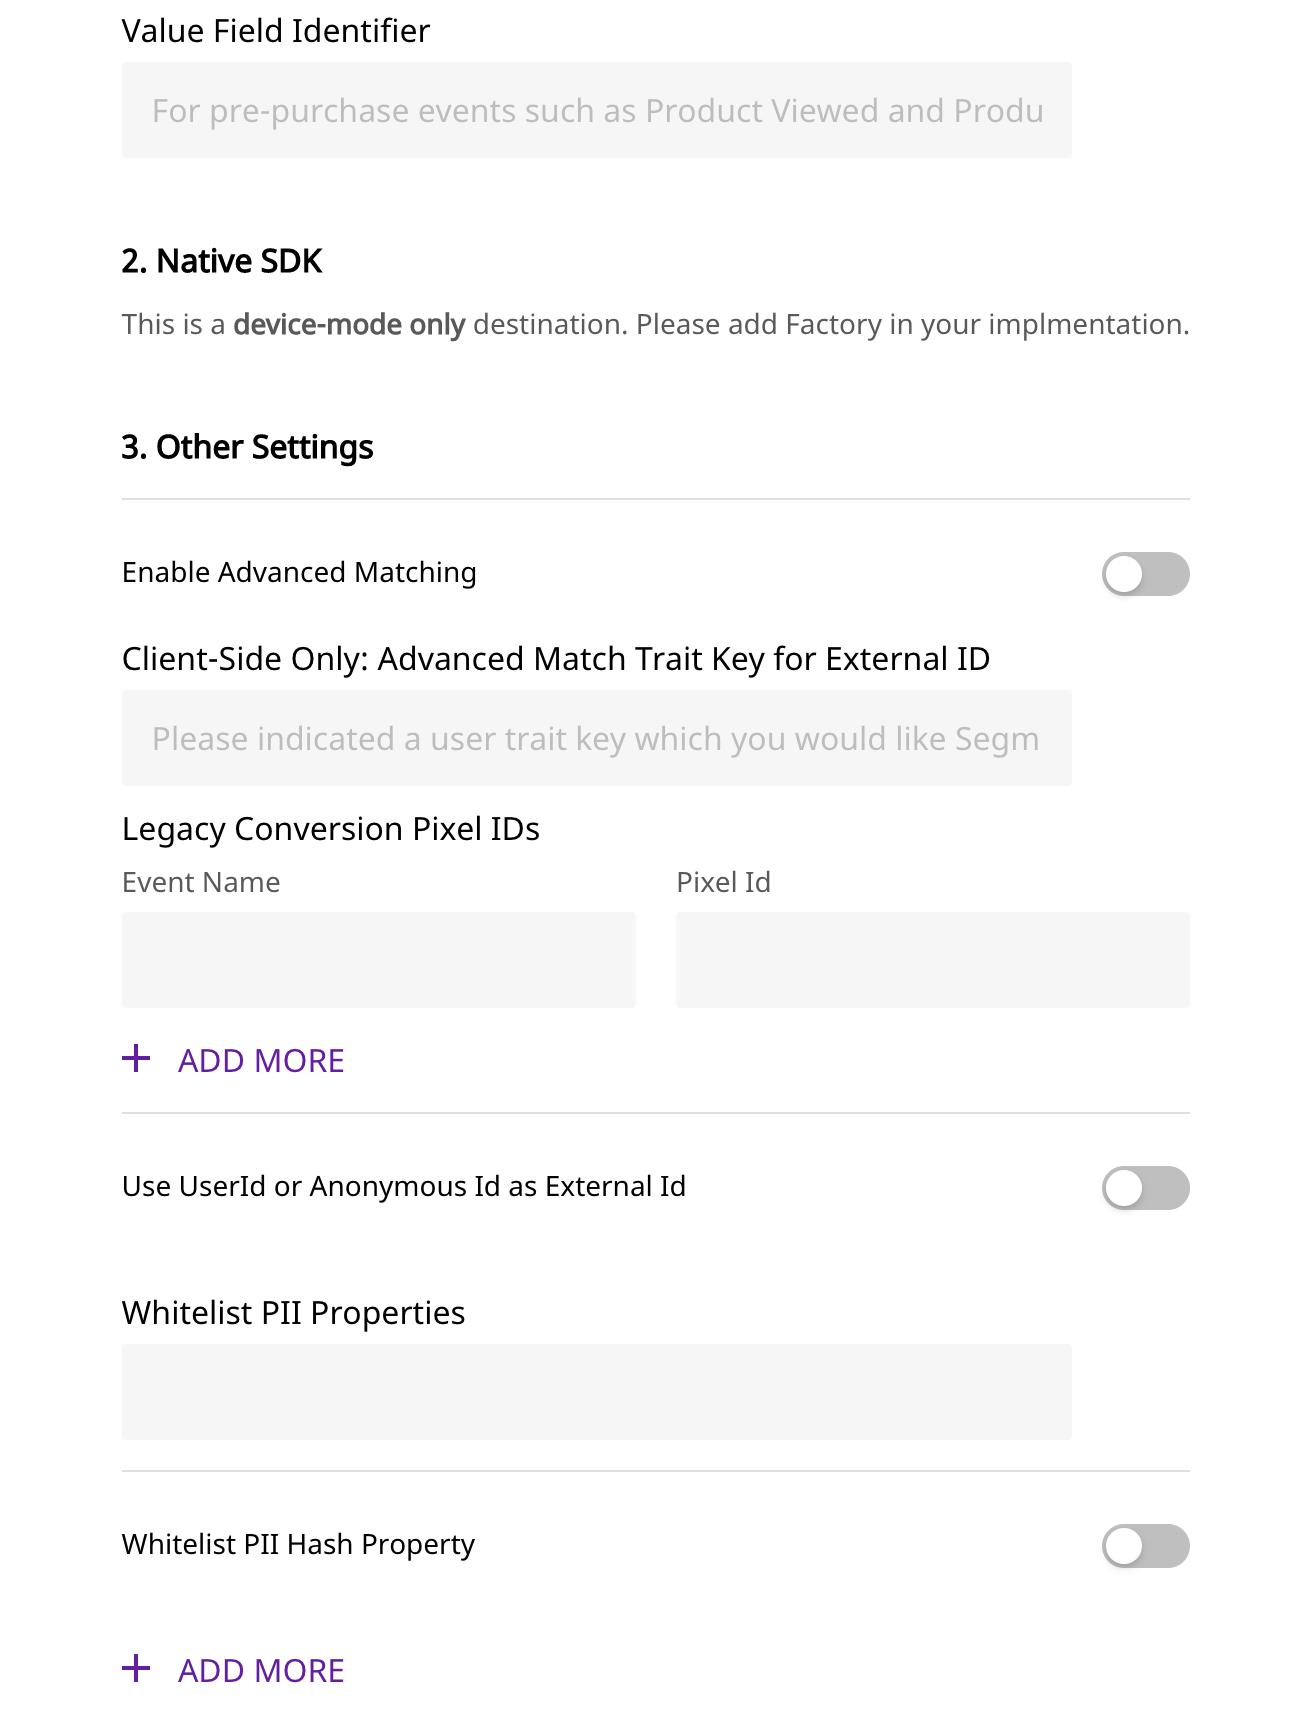 Value Field Identifier
For pre-purchase events such as Product Viewed and Produ
2. Native SDK
This is a device-mode only destination. Please add Factory in your implmentation.
3. Other Settings
Enable Advanced Matching
Client-Side Only: Advanced Match Trait Key for External ID
Please indicated a user trait key which you would like Segm
Legacy Conversion Pixel IDs
Event Name Pixel Id
+ ADD MORE
Use UserId or Anonymous Id as External Id
Whitelist PII Properties
Whitelist PII Hash Property
+ ADD MORE